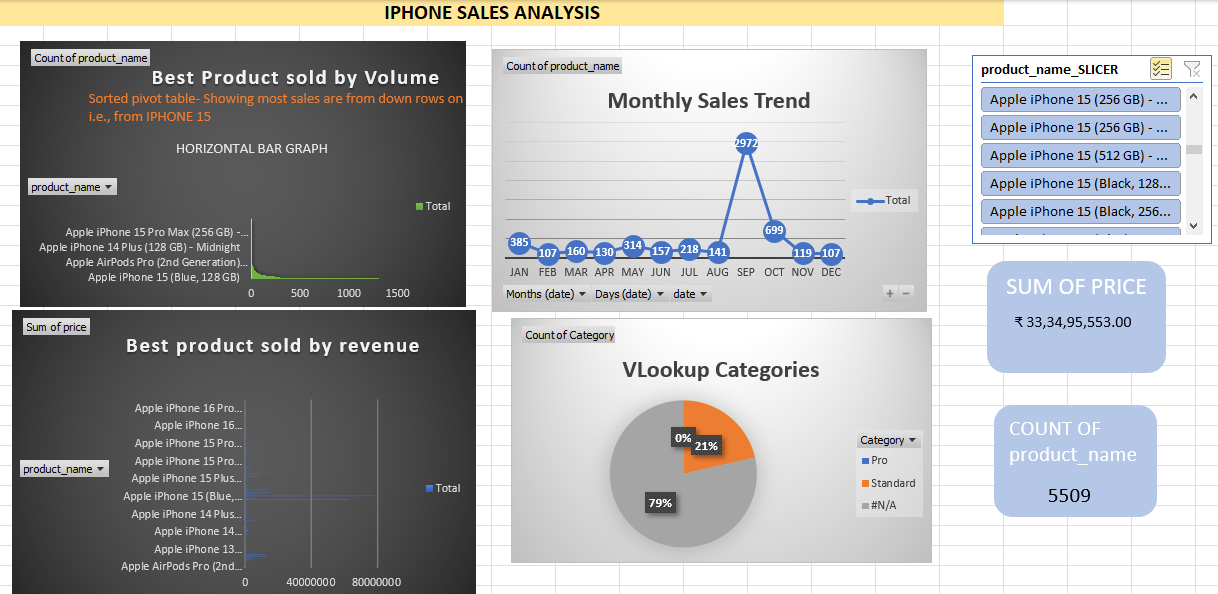 IPHONE SALES ANALYSIS
Count of product_name
Best Product sold by Volume
Sorted pivot table- Showing most sales are from down rows on
i.e., from IPHONE 15
HORIZONTAL BAR GRAPH
product_name
Total
Apple iPhone 15 Pro Max (256 GB) -...
Apple iPhone 14 Plus (128 GB) - Midnight
Apple AirPods Pro (2nd Generation)...
Apple iPhone 15 (Blue, 128 GB)
0 500 1000 1500
Count of product_name
Monthly Sales Trend
2972
699
385 107 160 130 314 157 218 141 119 107
Total
JAN FEB MAR APR MAY JUN JUL AUG SEP OCT NOV DEC
Months (date) Days (date) date + −
product_name_SLICER
Apple iPhone 15 (256 GB) - ...
Apple iPhone 15 (256 GB) - ...
Apple iPhone 15 (512 GB) - ...
Apple iPhone 15 (Black, 128...
Apple iPhone 15 (Black, 256...
SUM OF PRICE
₹ 33,34,95,553.00
Sum of price
Best product sold by revenue
Apple iPhone 16 Pro...
Apple iPhone 16...
Apple iPhone 15 Pro...
Apple iPhone 15 Pro...
Apple iPhone 15 Plus...
Apple iPhone 15 (Blue,...
Apple iPhone 14 Plus...
Apple iPhone 14...
Apple iPhone 13...
Apple AirPods Pro (2nd...
product_name
Total
0 40000000 80000000
Count of Category
VLookup Categories
0%
21%
79%
Category
Pro
Standard
#N/A
COUNT OF
product_name
5509